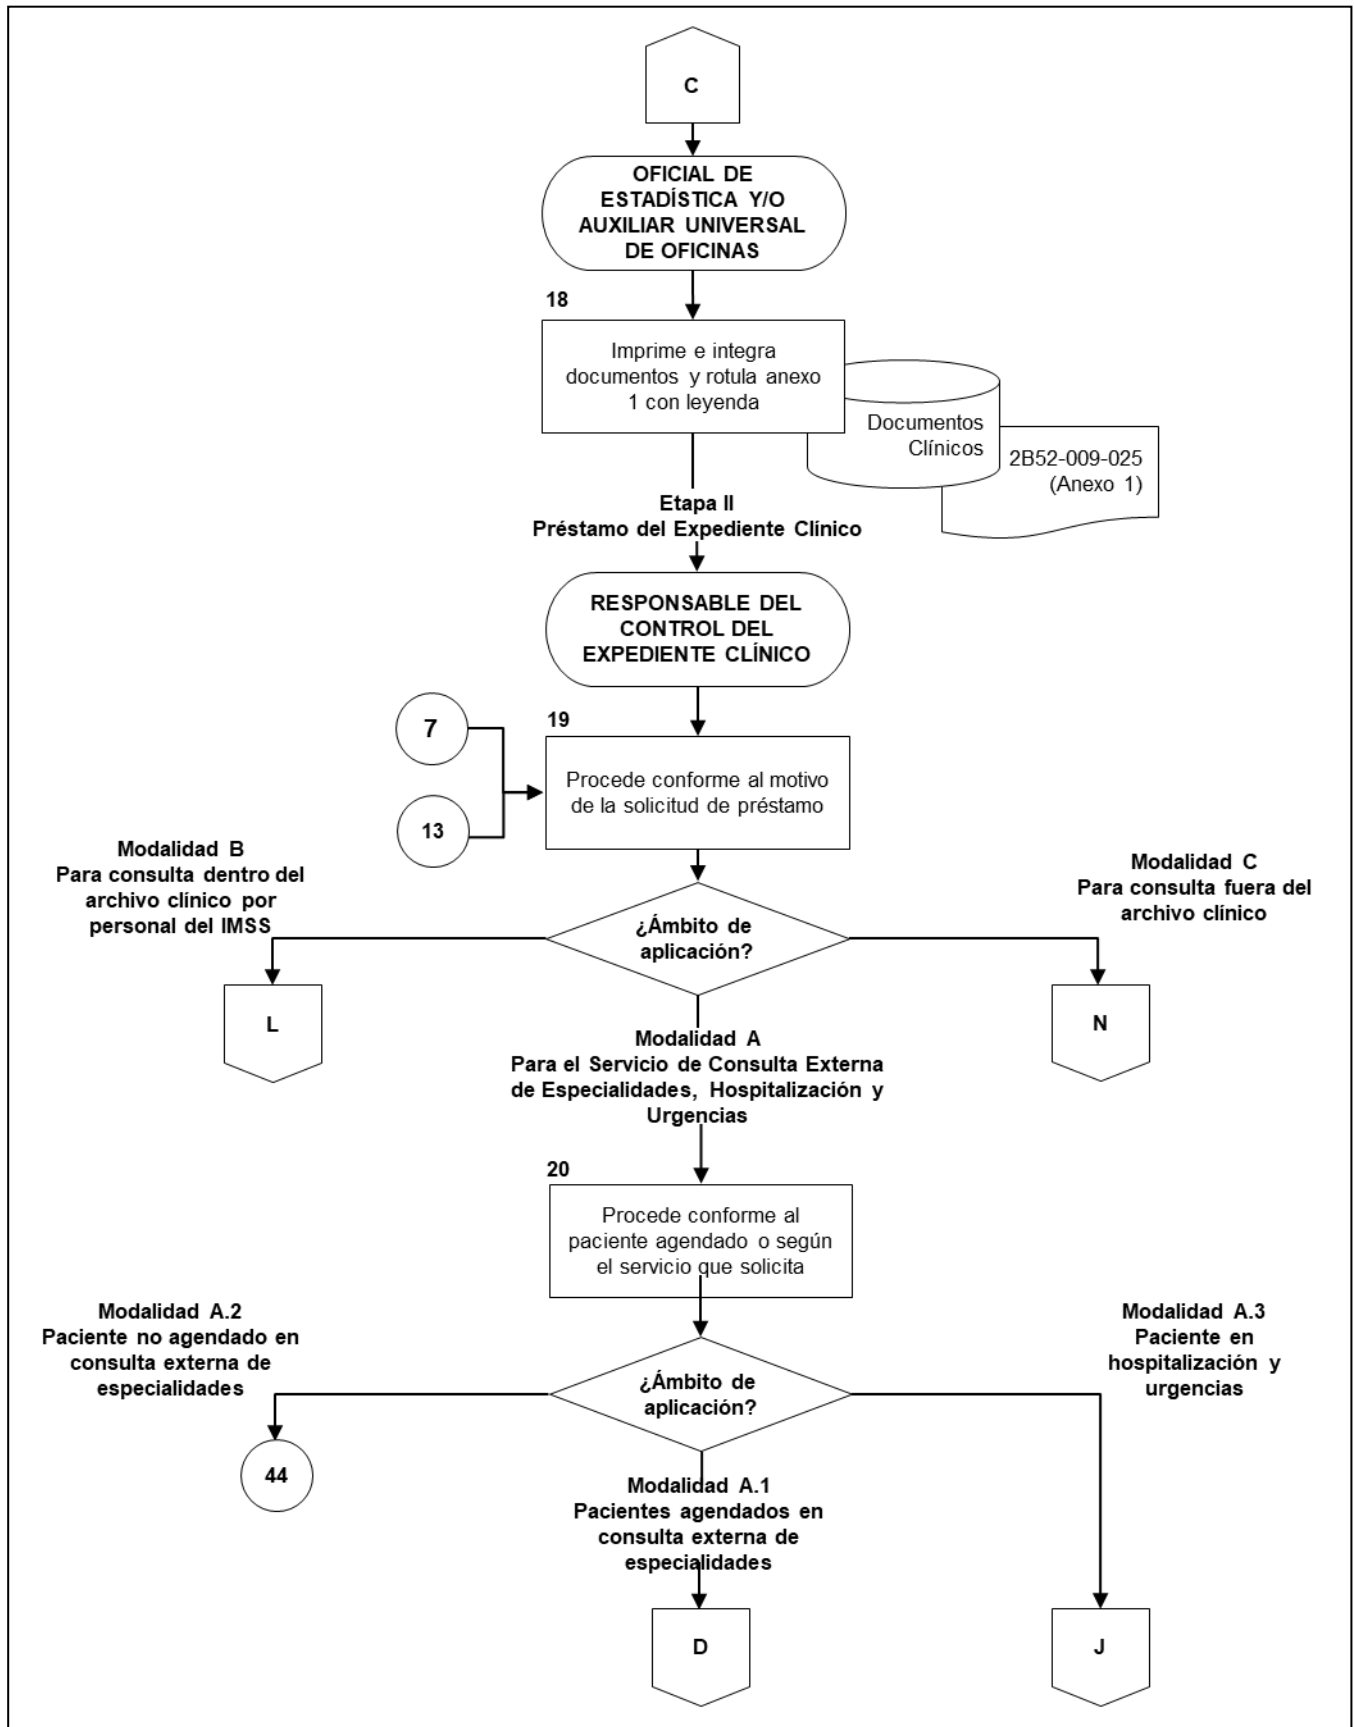 C
OFICIAL DE
ESTADÍSTICA Y/O
AUXILIAR UNIVERSAL
DE OFICINAS
18
Imprime e integra
documentos y rotula anexo
1 con leyenda
Documentos
Clínicos
2B52-009-025
(Anexo 1)
Etapa II
Préstamo del Expediente Clínico
RESPONSABLE DEL
CONTROL DEL
EXPEDIENTE CLÍNICO
7
13
19
Procede conforme al motivo
de la solicitud de préstamo
Modalidad B
Para consulta dentro del
archivo clínico por
personal del IMSS
¿Ámbito de
aplicación?
Modalidad C
Para consulta fuera del
archivo clínico
L
N
Modalidad A
Para el Servicio de Consulta Externa
de Especialidades, Hospitalización y
Urgencias
20
Procede conforme al
paciente agendado o según
el servicio que solicita
Modalidad A.2
Paciente no agendado en
consulta externa de
especialidades
¿Ámbito de
aplicación?
Modalidad A.3
Paciente en
hospitalización y
urgencias
44
Modalidad A.1
Pacientes agendados en
consulta externa de
especialidades
D
J